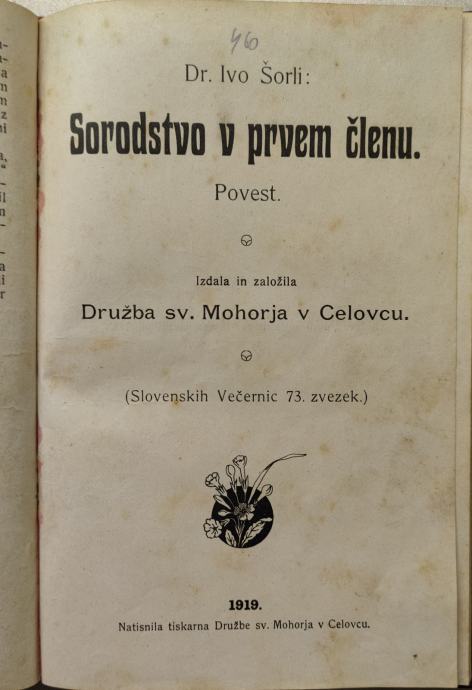 460
Dr. Ivo Šorli:
Sorodstvo v prvem členu.
Povest.
Izdala in založila
Družba sv. Mohorja v Celovcu.
(Slovenskih Večernic 73. zvezek.)
1919.
Natisnila tiskarna Družbe sv. Mohorja v Celovcu.